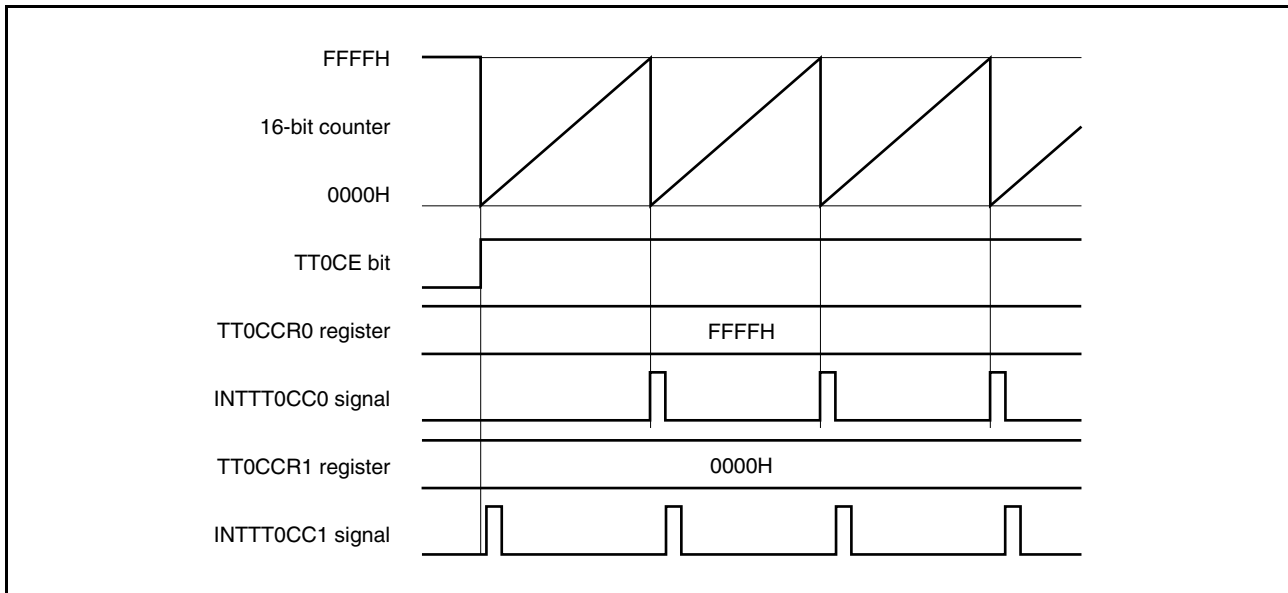 FFFFH
16-bit counter
0000H
TT0CE bit
TT0CCR0 register
FFFFH
INTTT0CC0 signal
TT0CCR1 register
0000H
INTTT0CC1 signal